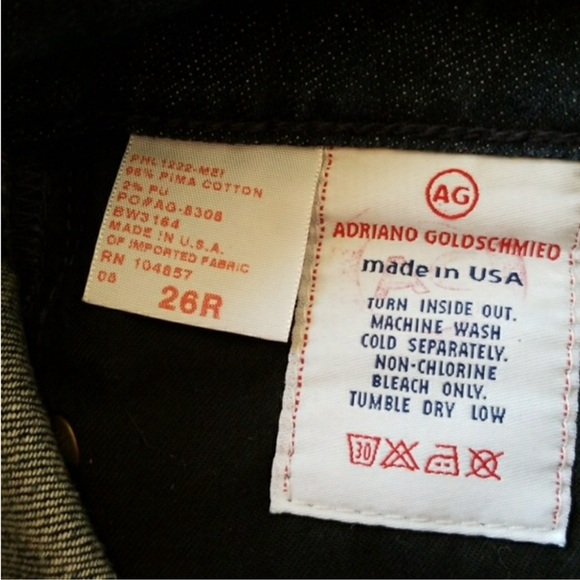 PHL1222-MEI
98% PIMA COTTON
2% PU
PO#AG-8308
BW3164
MADE IN U.S.A.
OF IMPORTED FABRIC
RN 104657
08
26R
AG
ADRIANO GOLDSCHMIED
made in USA
TURN INSIDE OUT.
MACHINE WASH
COLD SEPARATELY.
NON-CHLORINE
BLEACH ONLY.
TUMBLE DRY LOW
30